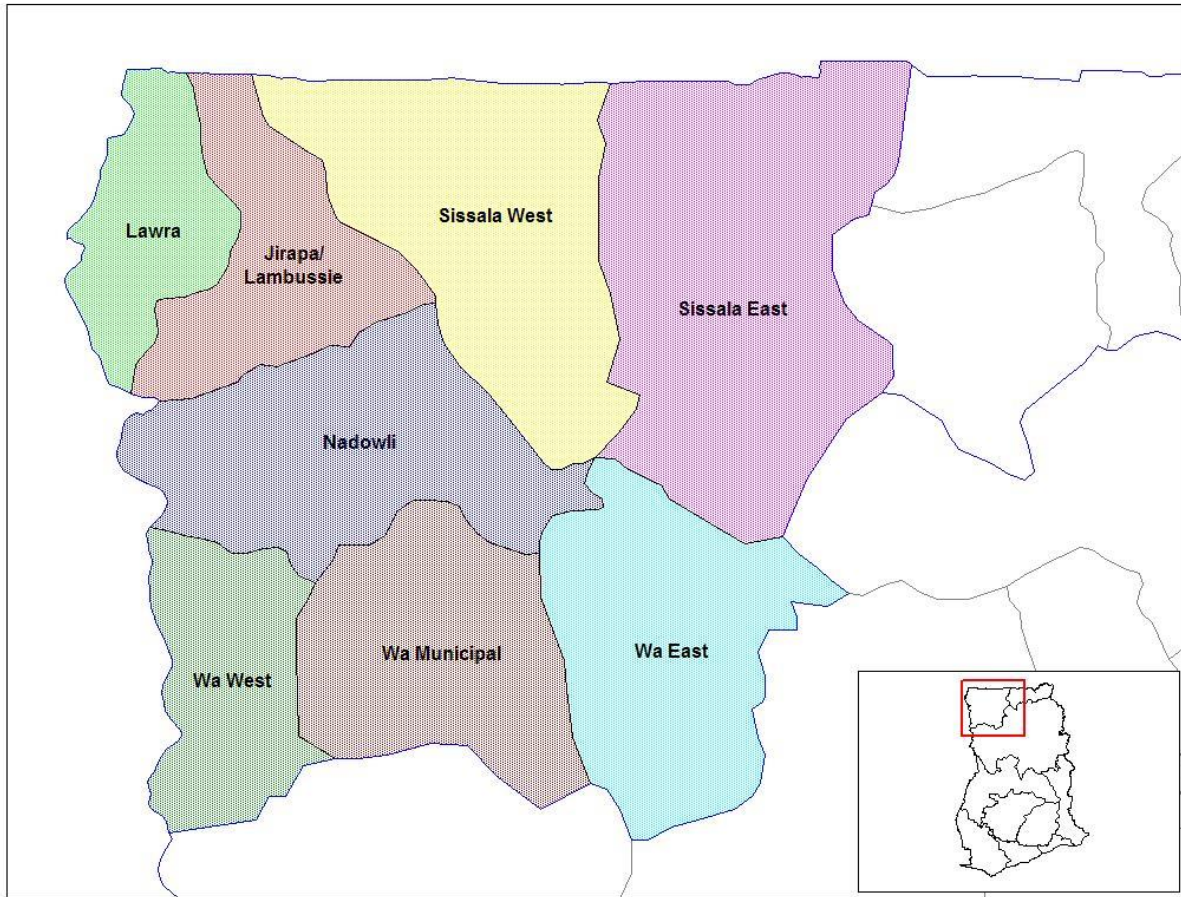 Lawra
Jirapa/
Lambussie
Sissala West
Sissala East
Nadowli
Wa West
Wa Municipal
Wa East